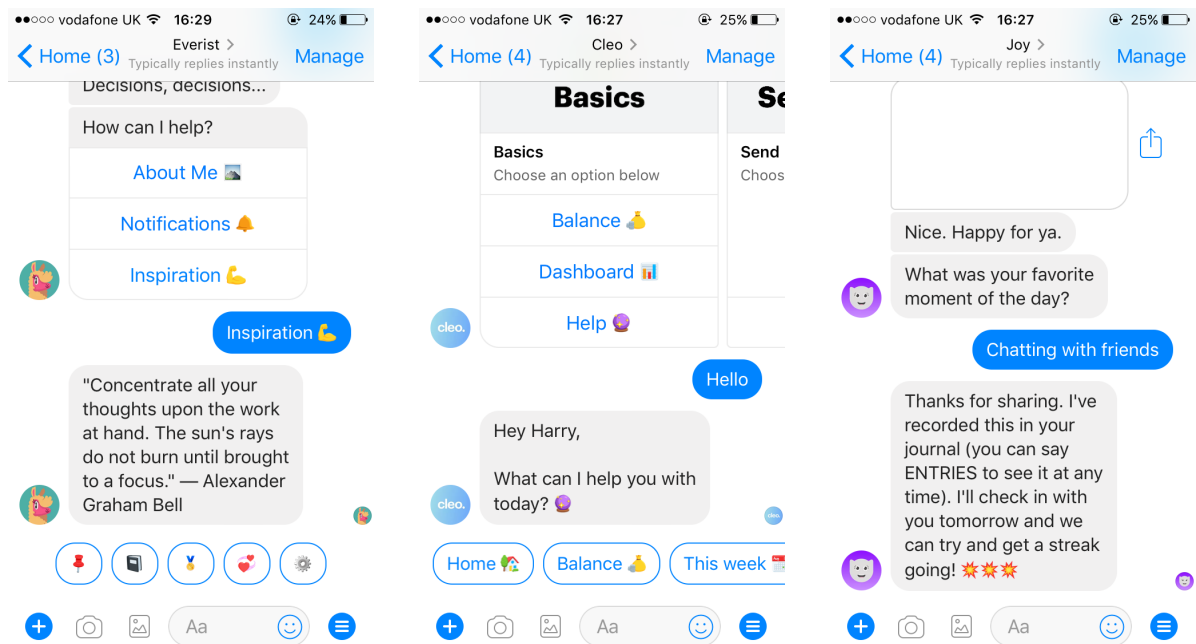 vodafone UK 16:29 24%
Home (3) Everist Manage
Typically replies instantly
Decisions, decisions...
How can I help?
About Me
Notifications
Inspiration
Inspiration
"Concentrate all your
thoughts upon the work
at hand. The sun's rays
do not burn until brought
to a focus." — Alexander
Graham Bell
Aa
vodafone UK 16:27 25%
Home (4) Cleo Manage
Typically replies instantly
Basics
Se
Basics
Choose an option below
Send
Choos
Balance
Dashboard
Help
cleo.
Hello
Hey Harry,
What can I help you with
today?
cleo.
cleo.
Home Balance This week
Aa
vodafone UK 16:27 25%
Home (4) Joy Manage
Typically replies instantly
Nice. Happy for ya.
What was your favorite
moment of the day?
Chatting with friends
Thanks for sharing. I've
recorded this in your
journal (you can say
ENTRIES to see it at any
time). I'll check in with
you tomorrow and we
can try and get a streak
going!
Aa